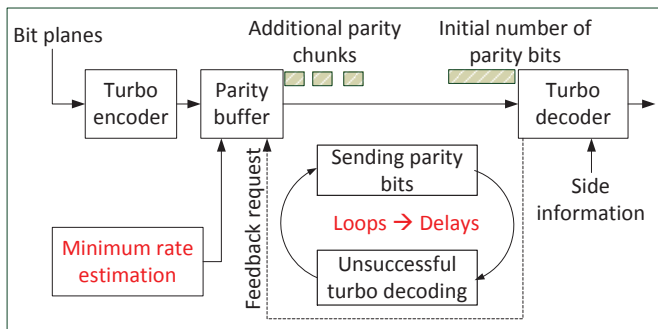 Bit planes
Additional parity
chunks
Initial number of
parity bits
Turbo
encoder
Parity
buffer
Turbo
decoder
Feedback request
Sending parity
bits
Side
information
Loops → Delays
Minimum rate
estimation
Unsuccessful
turbo decoding